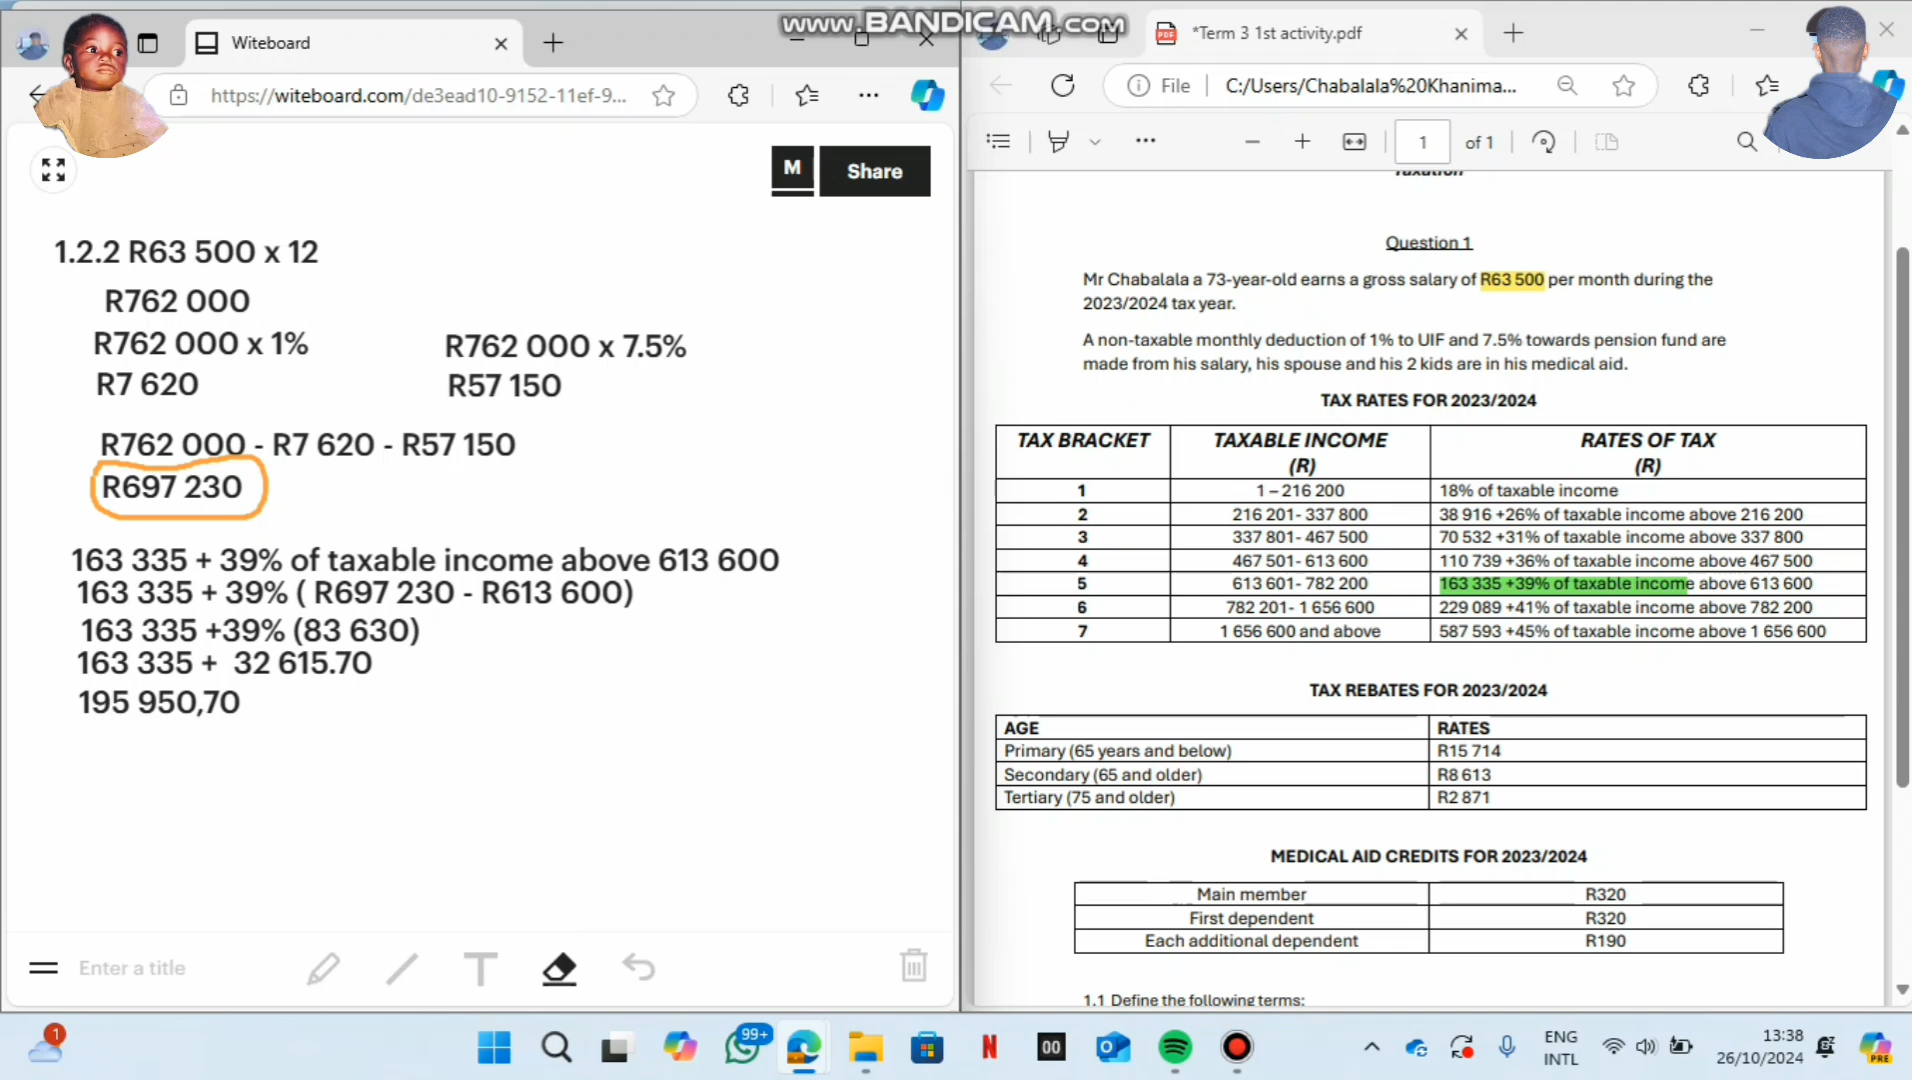 www.BANDICAM.com
Witeboard
*Term 3 1st activity.pdf
https://witeboard.com/de3ead10-9152-11ef-9...
File
C:/Users/Chabalala%20Khanima...
1 of 1
M
Share
1.2.2 R63 500 x 12
R762 000
R762 000 x 1%
R762 000 x 7.5%
R7 620
R57 150
R762 000 - R7 620 - R57 150
R697 230
163 335 + 39% of taxable income above 613 600
163 335 + 39% ( R697 230 - R613 600)
163 335 +39% (83 630)
163 335 + 32 615.70
195 950,70
Enter a title
Taxation
Question 1
Mr Chabalala a 73-year-old earns a gross salary of R63 500 per month during the
2023/2024 tax year.
A non-taxable monthly deduction of 1% to UIF and 7.5% towards pension fund are
made from his salary, his spouse and his 2 kids are in his medical aid.
TAX RATES FOR 2023/2024
TAX BRACKET TAXABLE INCOME (R) RATES OF TAX (R)
1 1 – 216 200 18% of taxable income
2 216 201- 337 800 38 916 +26% of taxable income above 216 200
3 337 801- 467 500 70 532 +31% of taxable income above 337 800
4 467 501- 613 600 110 739 +36% of taxable income above 467 500
5 613 601- 782 200 163 335 +39% of taxable income above 613 600
6 782 201- 1 656 600 229 089 +41% of taxable income above 782 200
7 1 656 600 and above 587 593 +45% of taxable income above 1 656 600
TAX REBATES FOR 2023/2024
AGE RATES
Primary (65 years and below) R15 714
Secondary (65 and older) R8 613
Tertiary (75 and older) R2 871
MEDICAL AID CREDITS FOR 2023/2024
Main member R320
First dependent R320
Each additional dependent R190
1.1 Define the following terms:
1
99+
ENG
INTL
13:38
26/10/2024
PRE